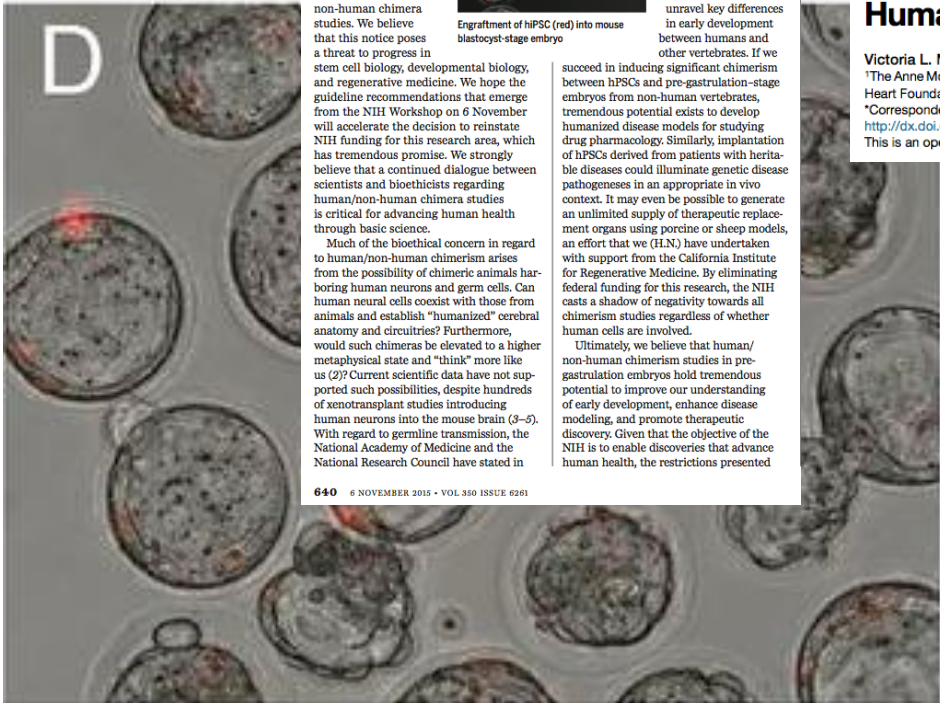 D
non-human chimera
studies. We believe
that this notice poses
a threat to progress in
stem cell biology, developmental biology,
and regenerative medicine. We hope the
guideline recommendations that emerge
from the NIH Workshop on 6 November
will accelerate the decision to reinstate
NIH funding for this research area, which
has tremendous promise. We strongly
believe that a continued dialogue between
scientists and bioethicists regarding
human/non-human chimera studies
is critical for advancing human health
through basic science.
Much of the bioethical concern in regard
to human/non-human chimerism arises
from the possibility of chimeric animals har-
boring human neurons and germ cells. Can
human neural cells coexist with those from
animals and establish “humanized” cerebral
anatomy and circuitries? Furthermore,
would such chimeras be elevated to a higher
metaphysical state and “think” more like
us (2)? Current scientific data have not sup-
ported such possibilities, despite hundreds
of xenotransplant studies introducing
human neurons into the mouse brain (3–5).
With regard to germline transmission, the
National Academy of Medicine and the
National Research Council have stated in
Engraftment of hiPSC (red) into mouse
blastocyst-stage embryo
unravel key differences
in early development
between humans and
other vertebrates. If we
succeed in inducing significant chimerism
between hPSCs and pre-gastrulation–stage
embryos from non-human vertebrates,
tremendous potential exists to develop
humanized disease models for studying
drug pharmacology. Similarly, implantation
of hPSCs derived from patients with herita-
ble diseases could illuminate genetic disease
pathogeneses in an appropriate in vivo
context. It may even be possible to generate
an unlimited supply of therapeutic replace-
ment organs using porcine or sheep models,
an effort that we (H.N.) have undertaken
with support from the California Institute
for Regenerative Medicine. By eliminating
federal funding for this research, the NIH
casts a shadow of negativity towards all
chimerism studies regardless of whether
human cells are involved.
Ultimately, we believe that human/
non-human chimerism studies in pre-
gastrulation embryos hold tremendous
potential to improve our understanding
of early development, enhance disease
modeling, and promote therapeutic
discovery. Given that the objective of the
NIH is to enable discoveries that advance
human health, the restrictions presented
640 6 NOVEMBER 2015 • VOL 350 ISSUE 6261
Huma
Victoria L. M
¹The Anne Mo
Heart Founda
*Corresponde
http://dx.doi.
This is an ope